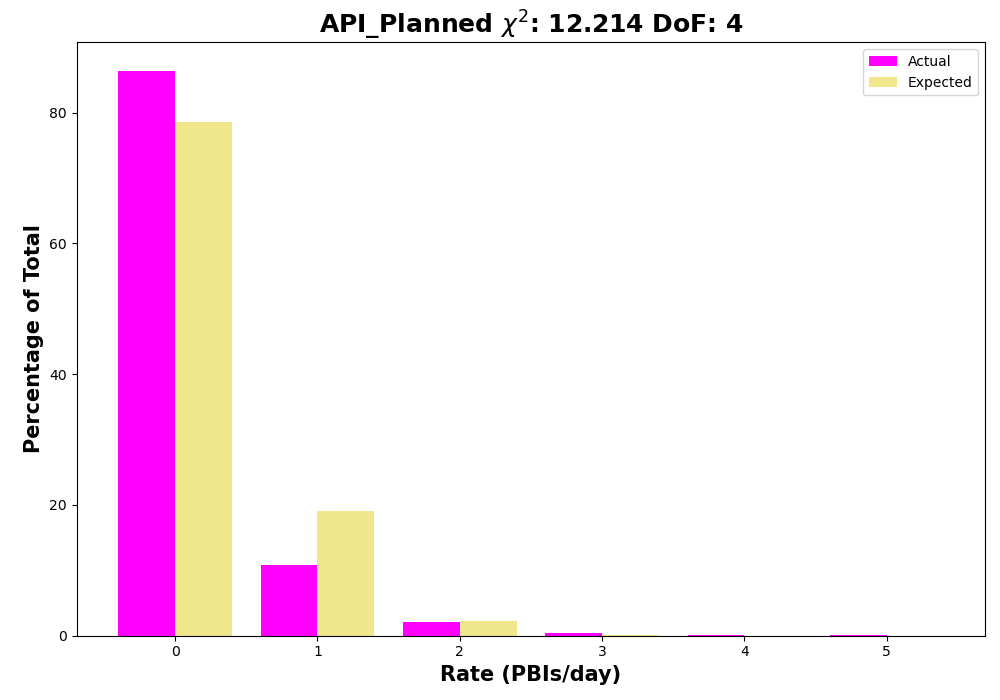 API_Planned χ²: 12.214 DoF: 4
Actual
Expected
Percentage of Total
80
60
40
20
0
0 1 2 3 4 5
Rate (PBIs/day)